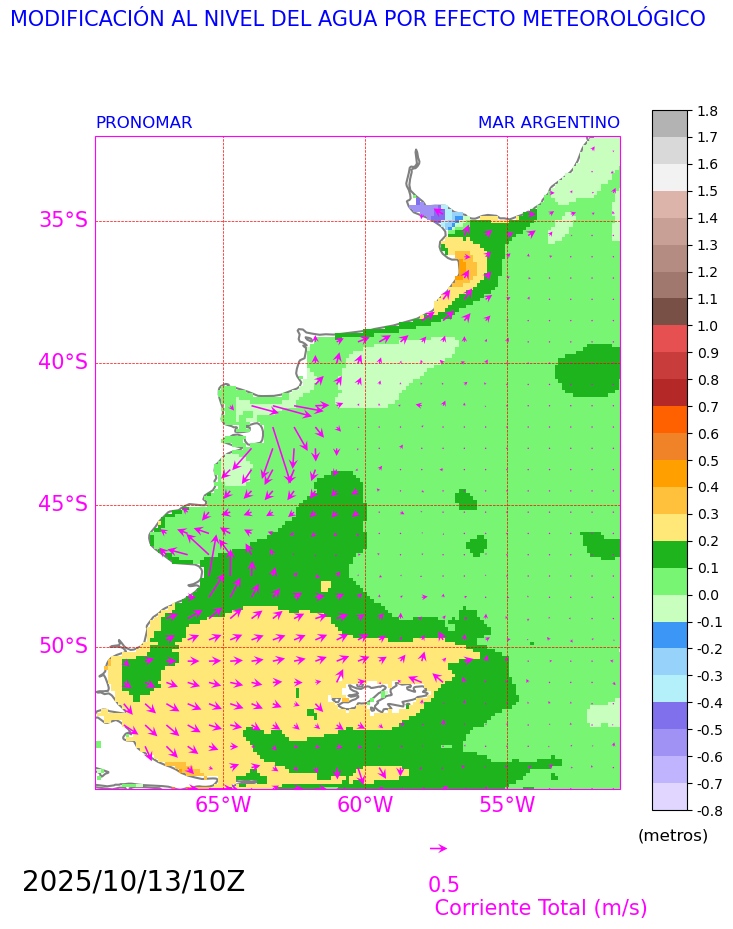 MODIFICACIÓN AL NIVEL DEL AGUA POR EFECTO METEOROLÓGICO
PRONOMAR MAR ARGENTINO
1.8
1.7
1.6
1.5
1.4
1.3
1.2
1.1
1.0
0.9
0.8
0.7
0.6
0.5
0.4
0.3
0.2
0.1
0.0
-0.1
-0.2
-0.3
-0.4
-0.5
-0.6
-0.7
-0.8
(metros)
35°S
40°S
45°S
50°S
65°W 60°W 55°W
2025/10/13/10Z
0.5
Corriente Total (m/s)